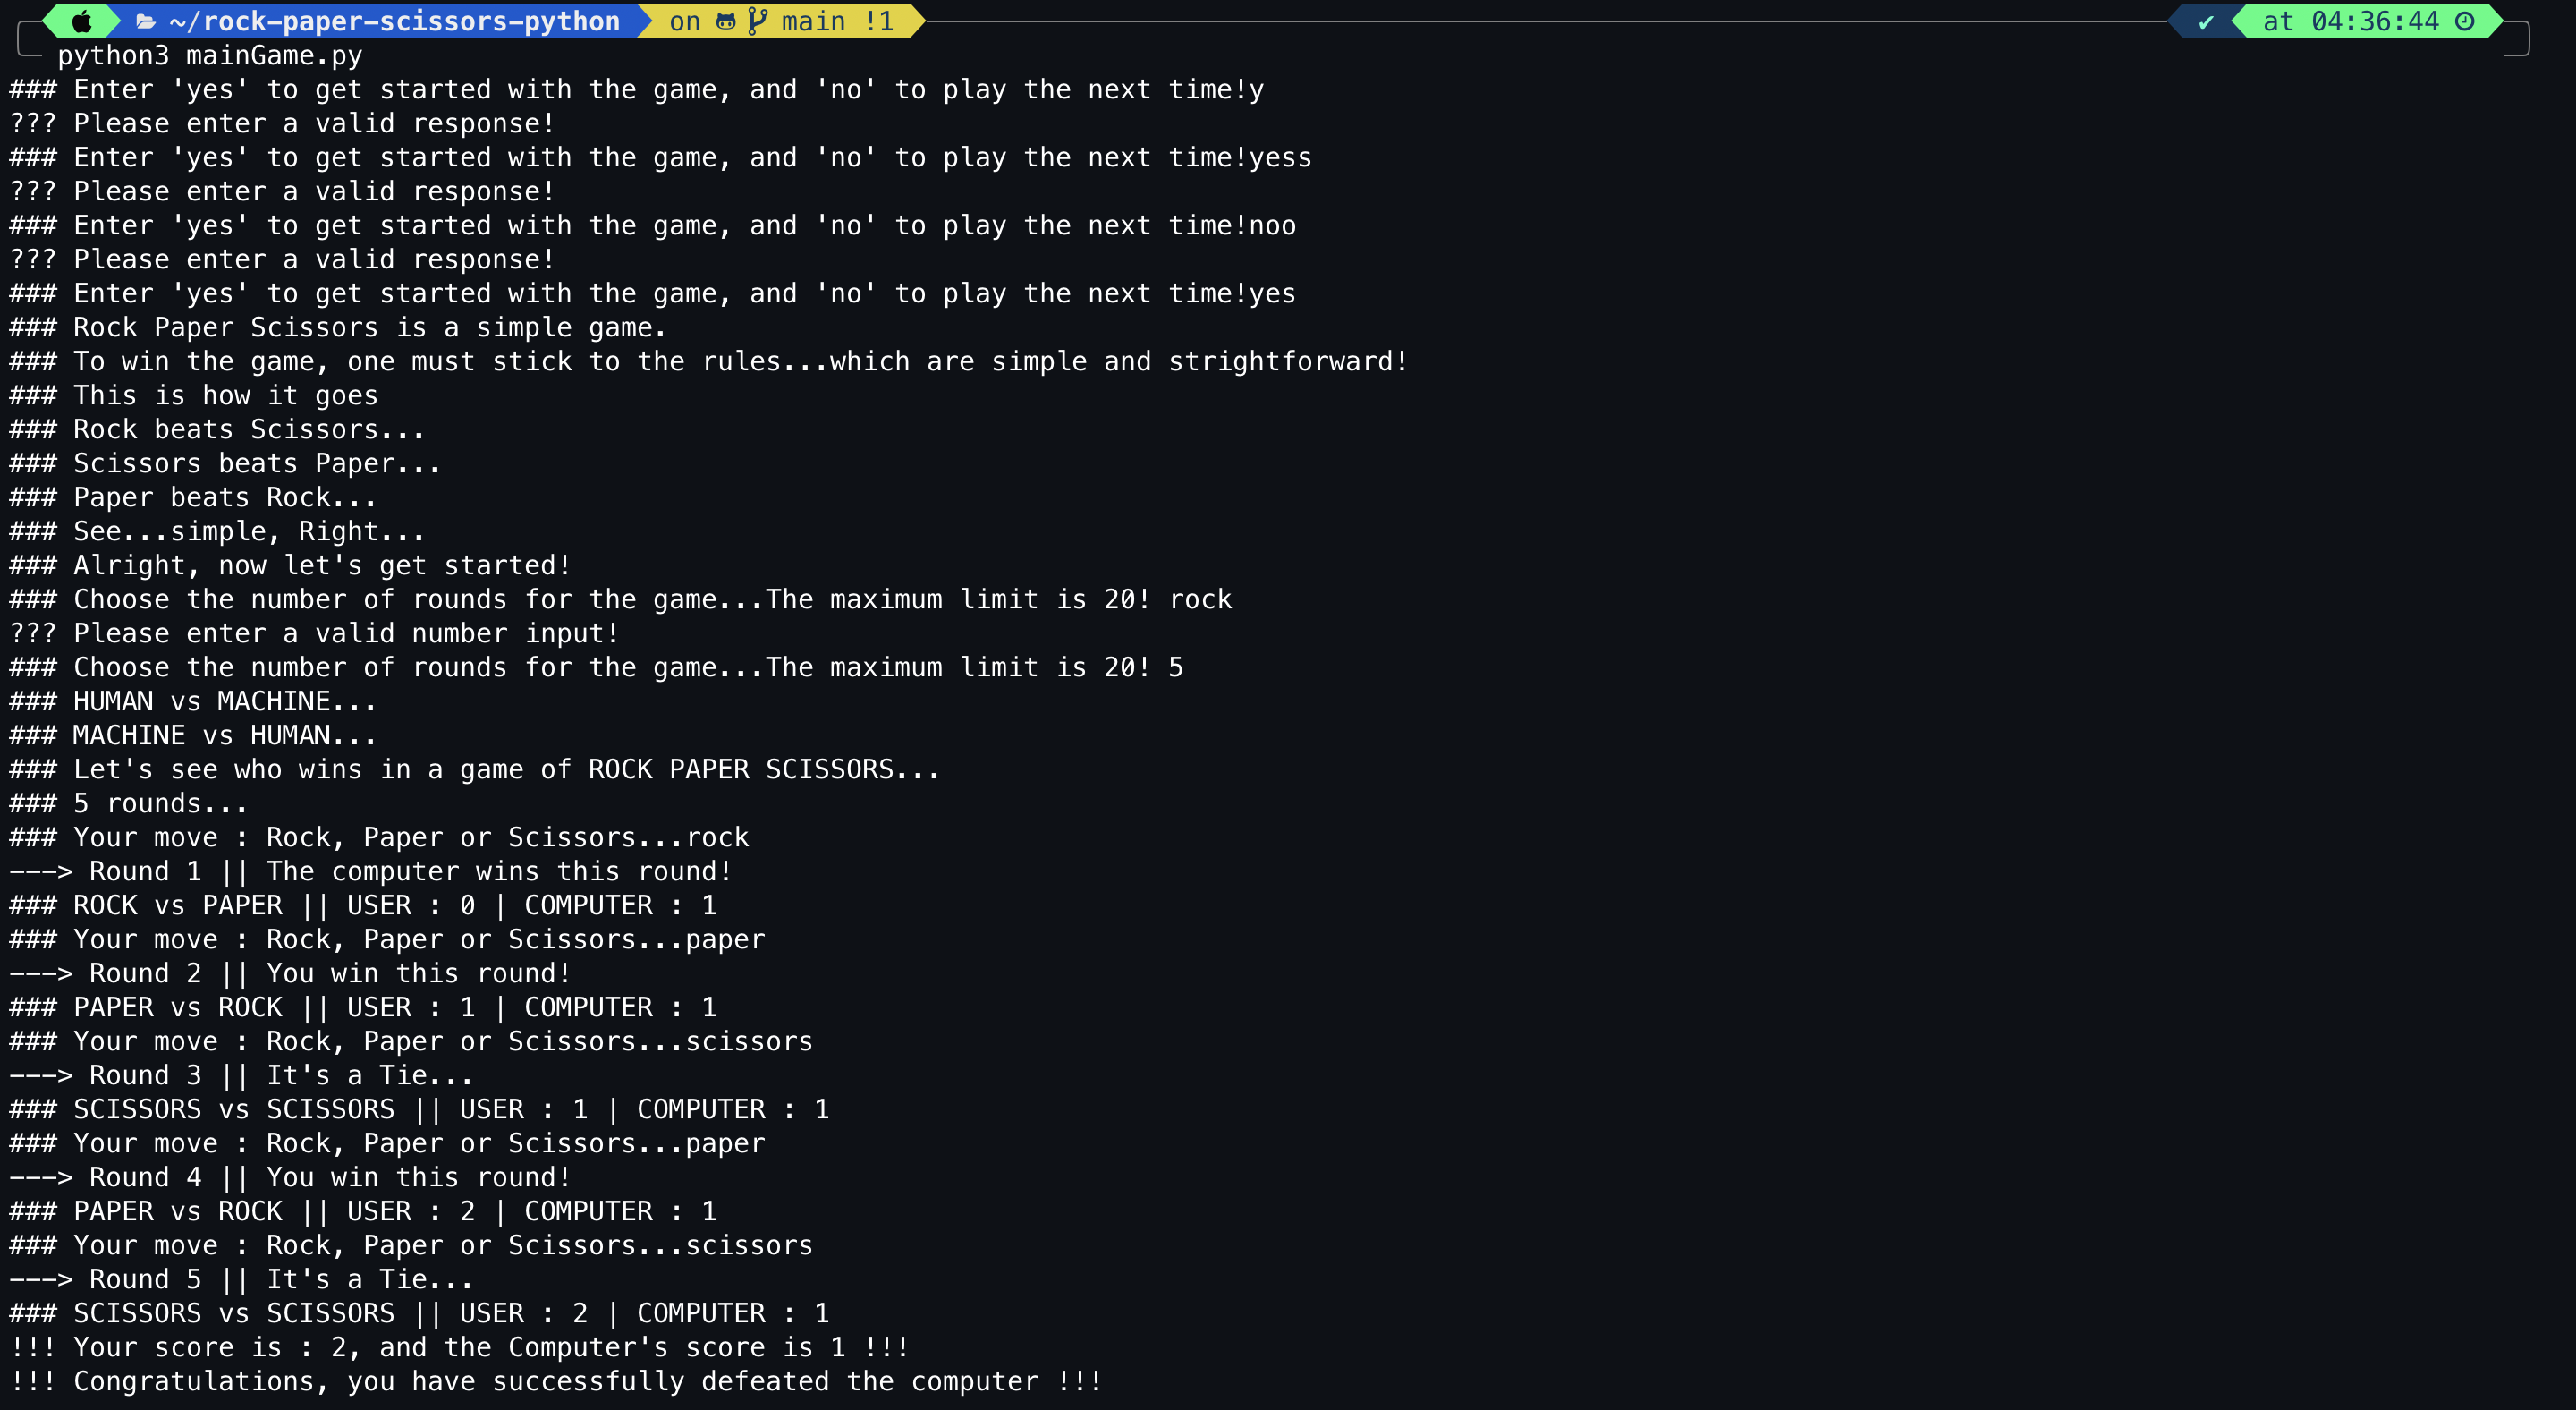 ~/rock-paper-scissors-python on main !1 ✔ at 04:36:44
python3 mainGame.py
### Enter 'yes' to get started with the game, and 'no' to play the next time!y
??? Please enter a valid response!
### Enter 'yes' to get started with the game, and 'no' to play the next time!yess
??? Please enter a valid response!
### Enter 'yes' to get started with the game, and 'no' to play the next time!noo
??? Please enter a valid response!
### Enter 'yes' to get started with the game, and 'no' to play the next time!yes
### Rock Paper Scissors is a simple game.
### To win the game, one must stick to the rules...which are simple and strightforward!
### This is how it goes
### Rock beats Scissors...
### Scissors beats Paper...
### Paper beats Rock...
### See...simple, Right...
### Alright, now let's get started!
### Choose the number of rounds for the game...The maximum limit is 20! rock
??? Please enter a valid number input!
### Choose the number of rounds for the game...The maximum limit is 20! 5
### HUMAN vs MACHINE...
### MACHINE vs HUMAN...
### Let's see who wins in a game of ROCK PAPER SCISSORS...
### 5 rounds...
### Your move : Rock, Paper or Scissors...rock
---> Round 1 || The computer wins this round!
### ROCK vs PAPER || USER : 0 | COMPUTER : 1
### Your move : Rock, Paper or Scissors...paper
---> Round 2 || You win this round!
### PAPER vs ROCK || USER : 1 | COMPUTER : 1
### Your move : Rock, Paper or Scissors...scissors
---> Round 3 || It's a Tie...
### SCISSORS vs SCISSORS || USER : 1 | COMPUTER : 1
### Your move : Rock, Paper or Scissors...paper
---> Round 4 || You win this round!
### PAPER vs ROCK || USER : 2 | COMPUTER : 1
### Your move : Rock, Paper or Scissors...scissors
---> Round 5 || It's a Tie...
### SCISSORS vs SCISSORS || USER : 2 | COMPUTER : 1
!!! Your score is : 2, and the Computer's score is 1 !!!
!!! Congratulations, you have successfully defeated the computer !!!